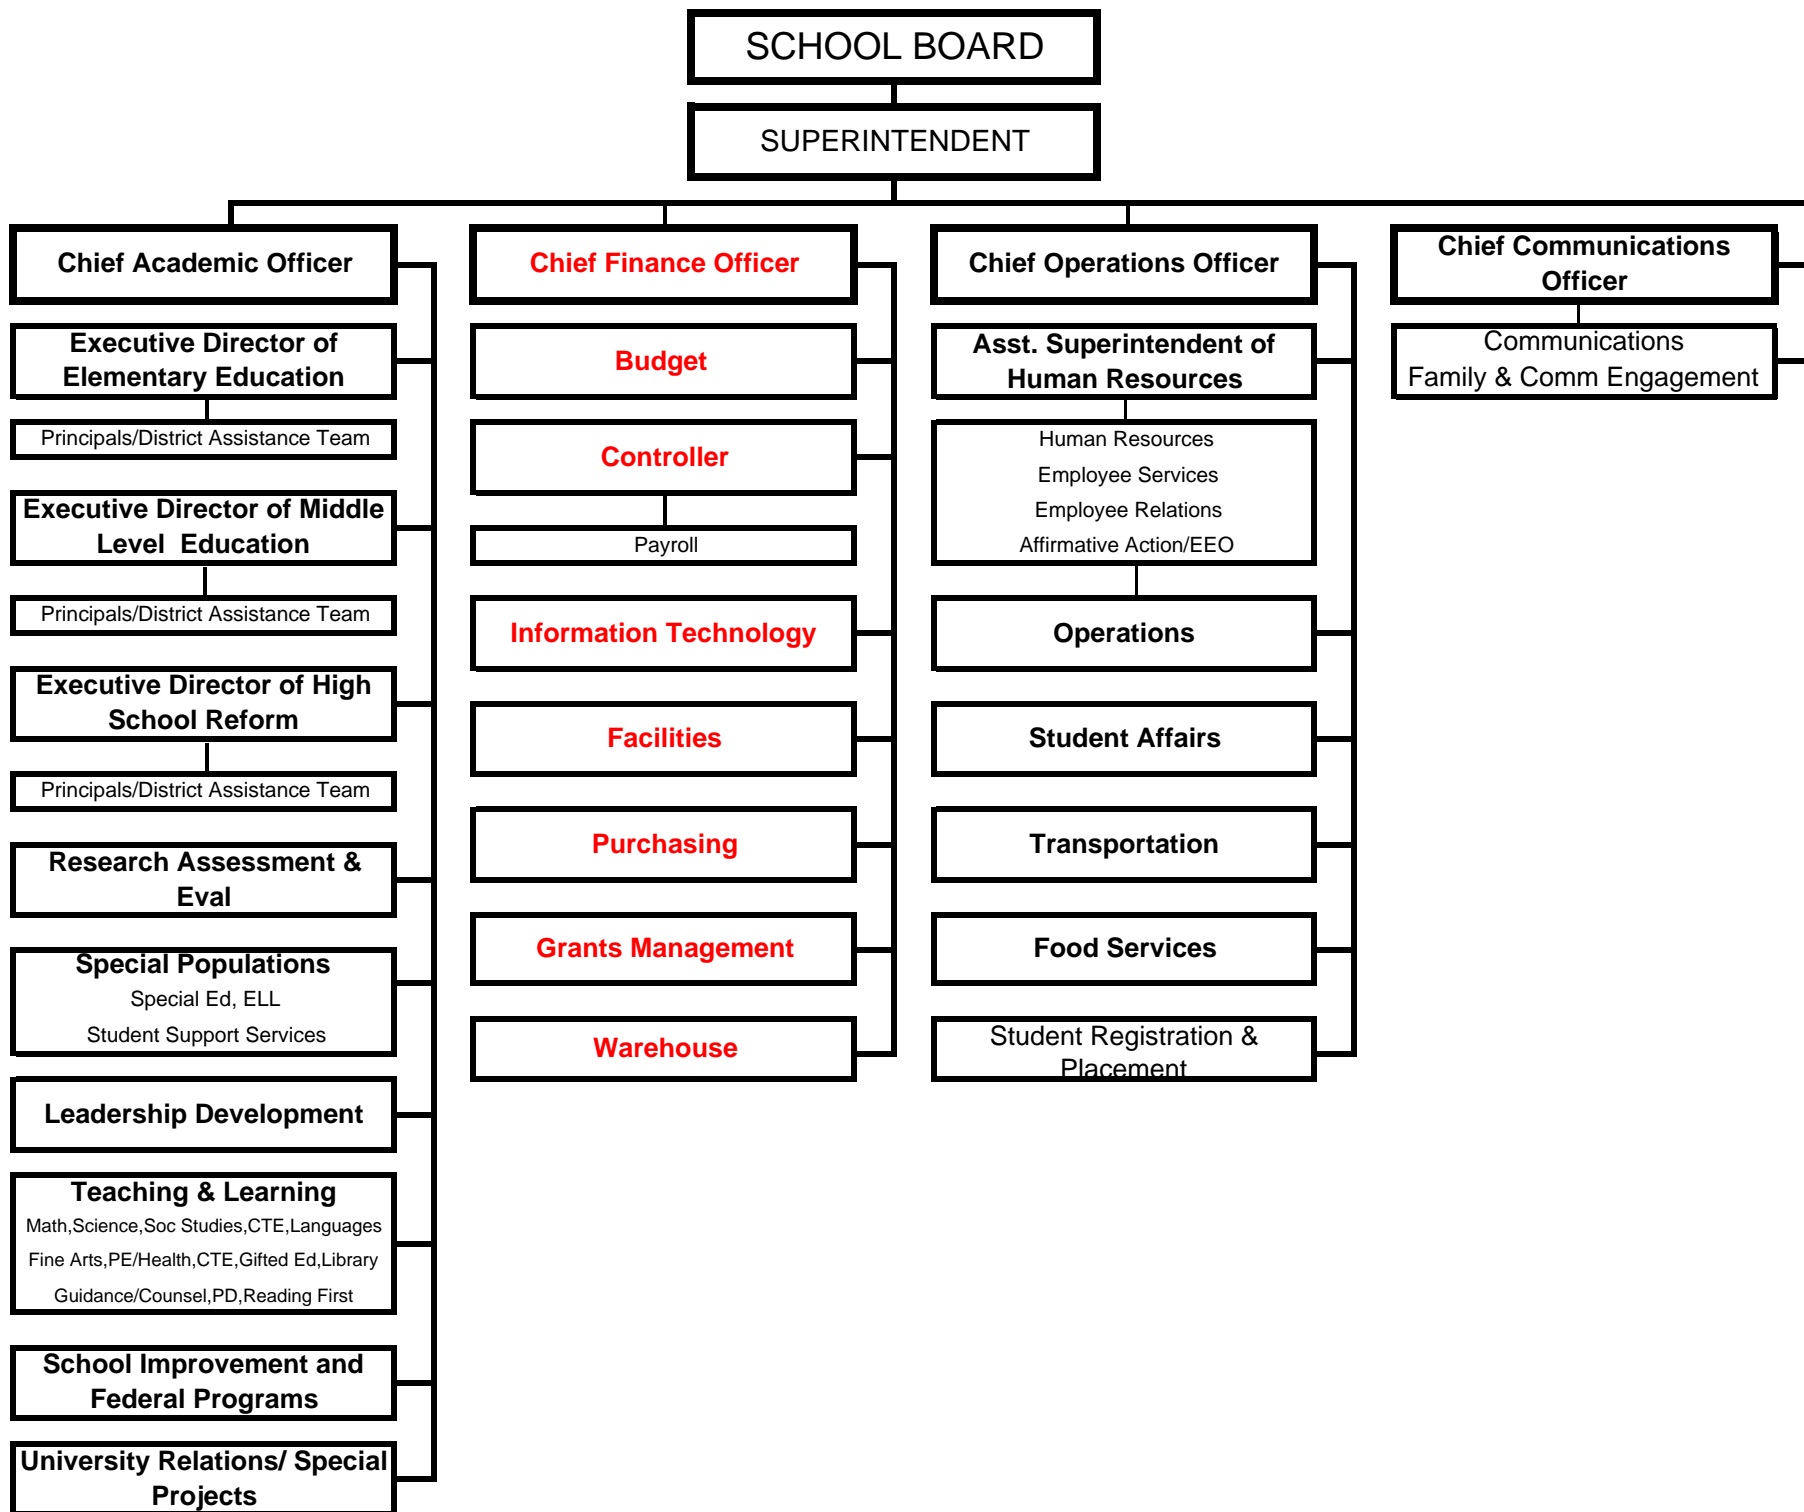 SCHOOL BOARD
SUPERINTENDENT
Chief Academic Officer
Executive Director of
Elementary Education
Principals/District Assistance Team
Executive Director of Middle
Level Education
Principals/District Assistance Team
Executive Director of High
School Reform
Principals/District Assistance Team
Research Assessment &
Eval
Special Populations
Special Ed, ELL
Student Support Services
Leadership Development
Teaching & Learning
Math,Science,Soc Studies,CTE,Languages
Fine Arts,PE/Health,CTE,Gifted Ed,Library
Guidance/Counsel,PD,Reading First
School Improvement and
Federal Programs
University Relations/ Special
Projects
Chief Finance Officer
Budget
Controller
Payroll
Information Technology
Facilities
Purchasing
Grants Management
Warehouse
Chief Operations Officer
Asst. Superintendent of
Human Resources
Human Resources
Employee Services
Employee Relations
Affirmative Action/EEO
Operations
Student Affairs
Transportation
Food Services
Student Registration &
Placement
Chief Communications
Officer
Communications
Family & Comm Engagement